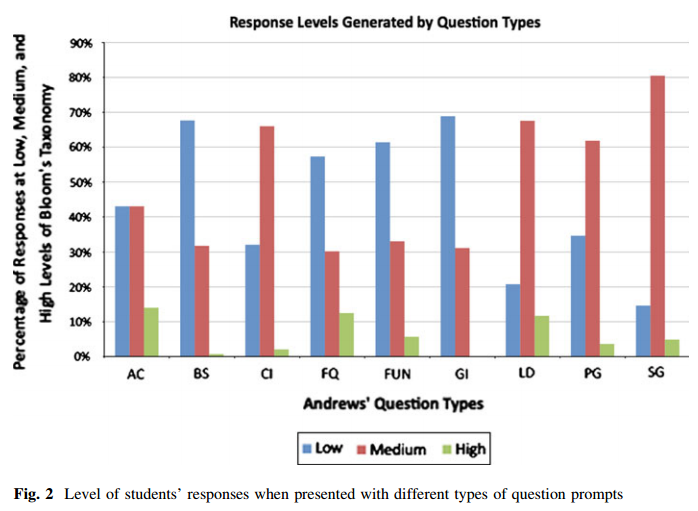 Response Levels Generated by Question Types
Percentage of Responses at Low, Medium, and
High Levels of Bloom's Taxonomy
90%
80%
70%
60%
50%
40%
30%
20%
10%
0%
AC BS CI FQ FUN GI LD PG SG
Andrews' Question Types
Low Medium High
Fig. 2 Level of students' responses when presented with different types of question prompts